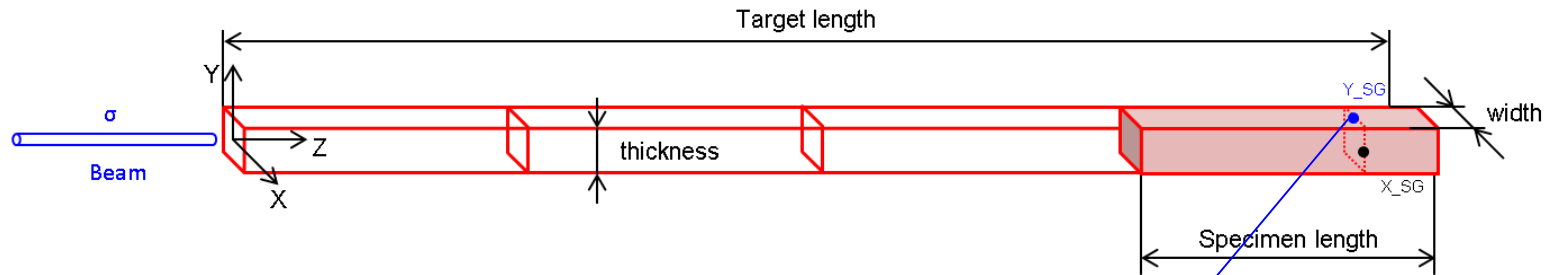 Target length
Y
σ
Beam
Z
X
thickness
Y_SG
width
X_SG
Specimen length